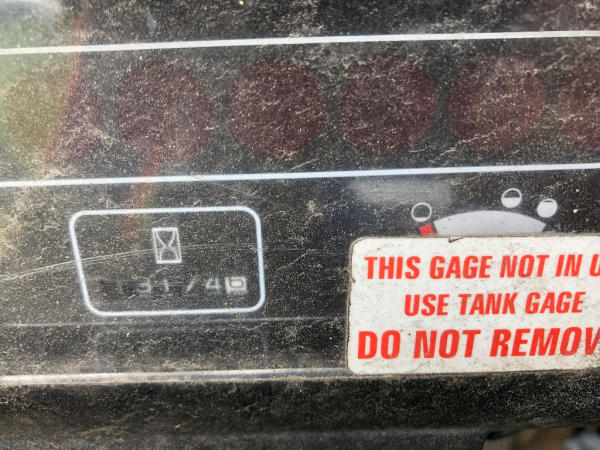 THIS GAGE NOT IN U
USE TANK GAGE
DO NOT REMOV